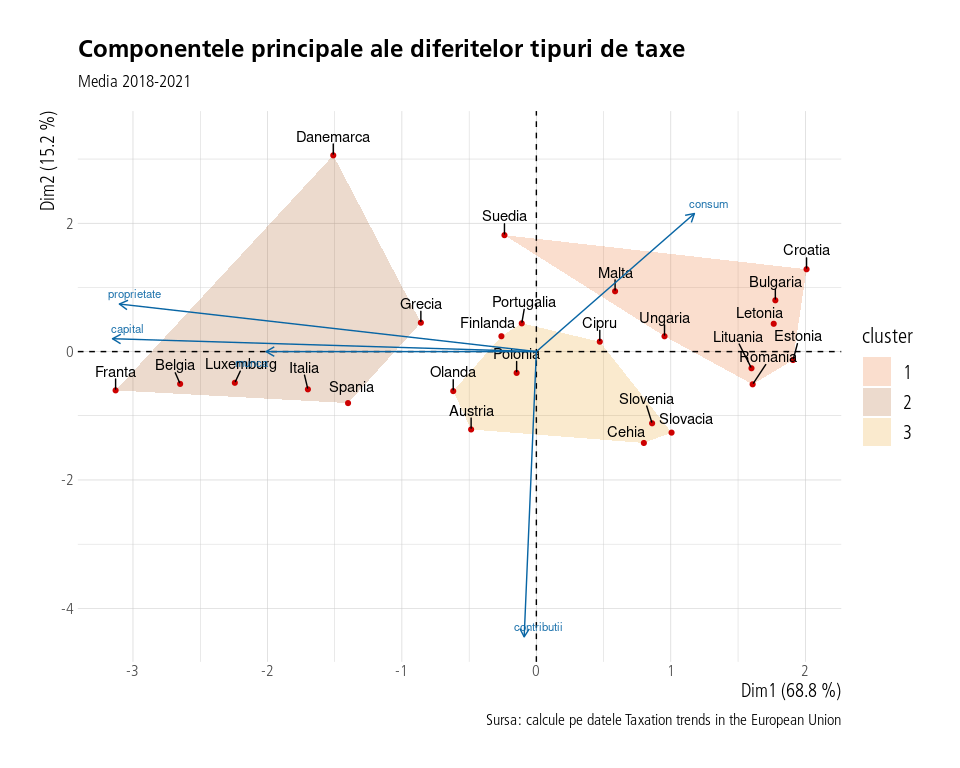 Componentele principale ale diferitelor tipuri de taxe
Media 2018-2021
Dim2 (15.2 %)
Danemarca
Suedia
consum
Croatia
Malta
Bulgaria
proprietate
Grecia
Portugalia
Letonia
Finlanda
Cipru
Ungaria
capital
Lituania
Estonia
Polonia
Romania
Franta
Belgia
Luxemburg
Italia
Olanda
Spania
Slovenia
Austria
Slovacia
Cehia
contributii
2
0
-2
-4
-3
-2
-1
0
1
2
Dim1 (68.8 %)
cluster
1
2
3
Sursa: calcule pe datele Taxation trends in the European Union